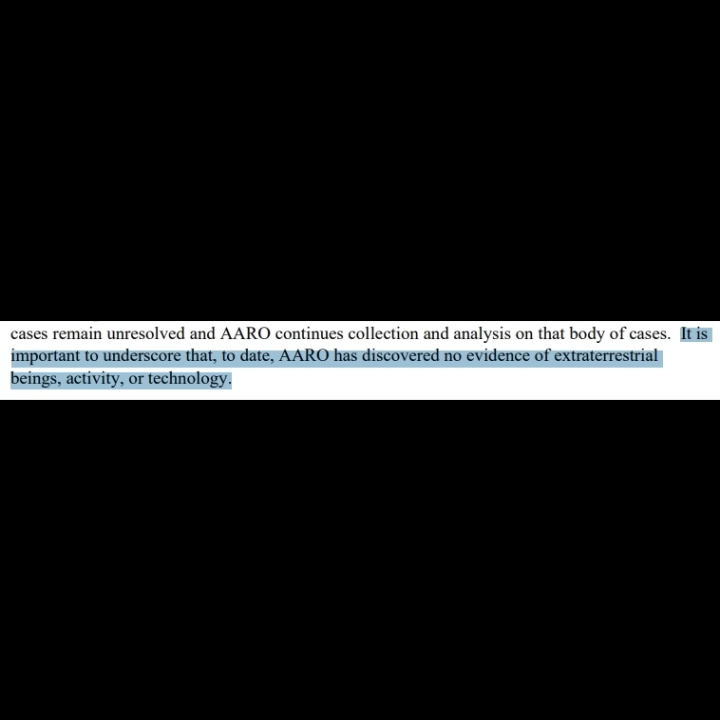 cases remain unresolved and AARO continues collection and analysis on that body of cases.  It is
important to underscore that, to date, AARO has discovered no evidence of extraterrestrial
beings, activity, or technology.